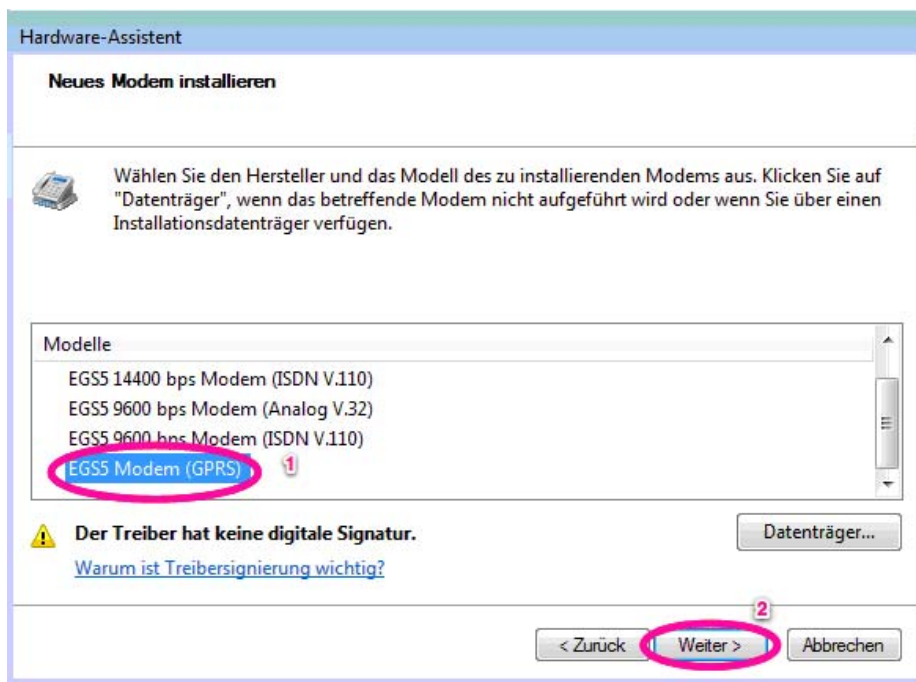 Hardware-Assistent
Neues Modem installieren
Wählen Sie den Hersteller und das Modell des zu installierenden Modems aus. Klicken Sie auf
"Datenträger", wenn das betreffende Modem nicht aufgeführt wird oder wenn Sie über einen
Installationsdatenträger verfügen.
Modelle
EGS5 14400 bps Modem (ISDN V.110)
EGS5 9600 bps Modem (Analog V.32)
EGS5 9600 bps Modem (ISDN V.110)
EGS5 Modem (GPRS) 1
Der Treiber hat keine digitale Signatur.
Datenträger...
Warum ist Treibersignierung wichtig?
2
< Zurück Weiter > Abbrechen